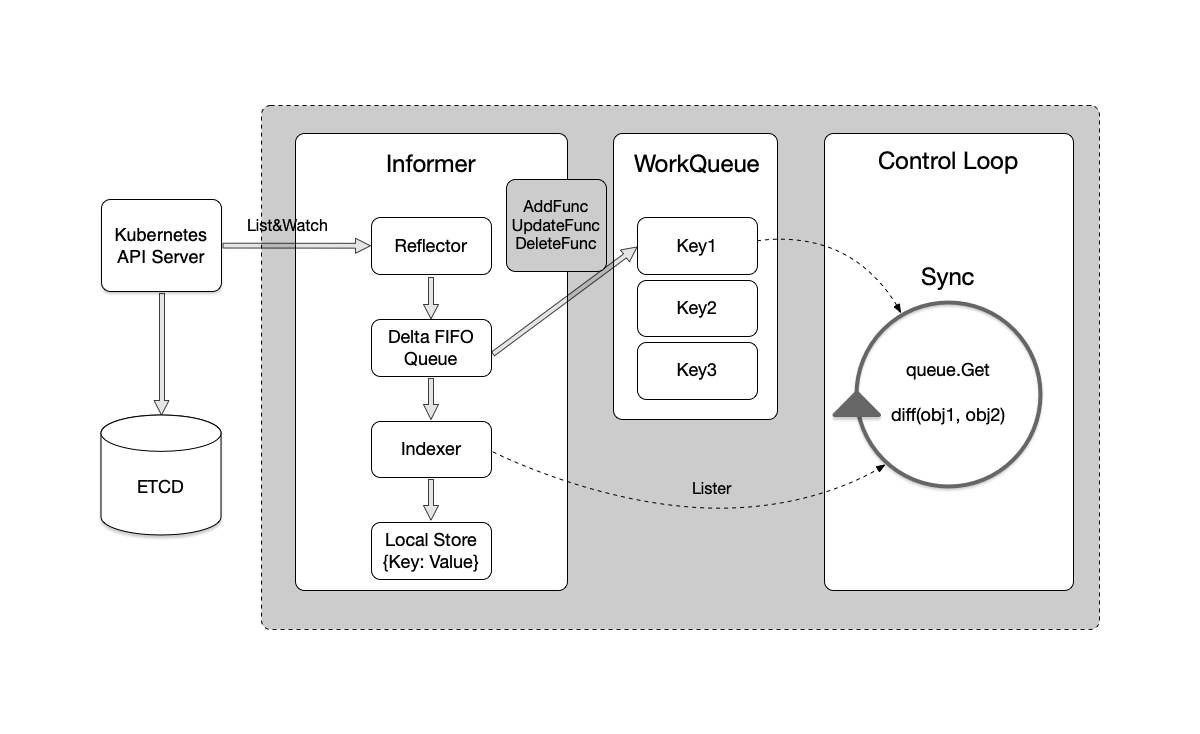 Informer
WorkQueue
Control Loop
Kubernetes
API Server
List&Watch
Reflector
AddFunc
UpdateFunc
DeleteFunc
Key1
Key2
Key3
Delta FIFO
Queue
Indexer
Local Store
{Key: Value}
ETCD
Lister
Sync
queue.Get
diff(obj1, obj2)